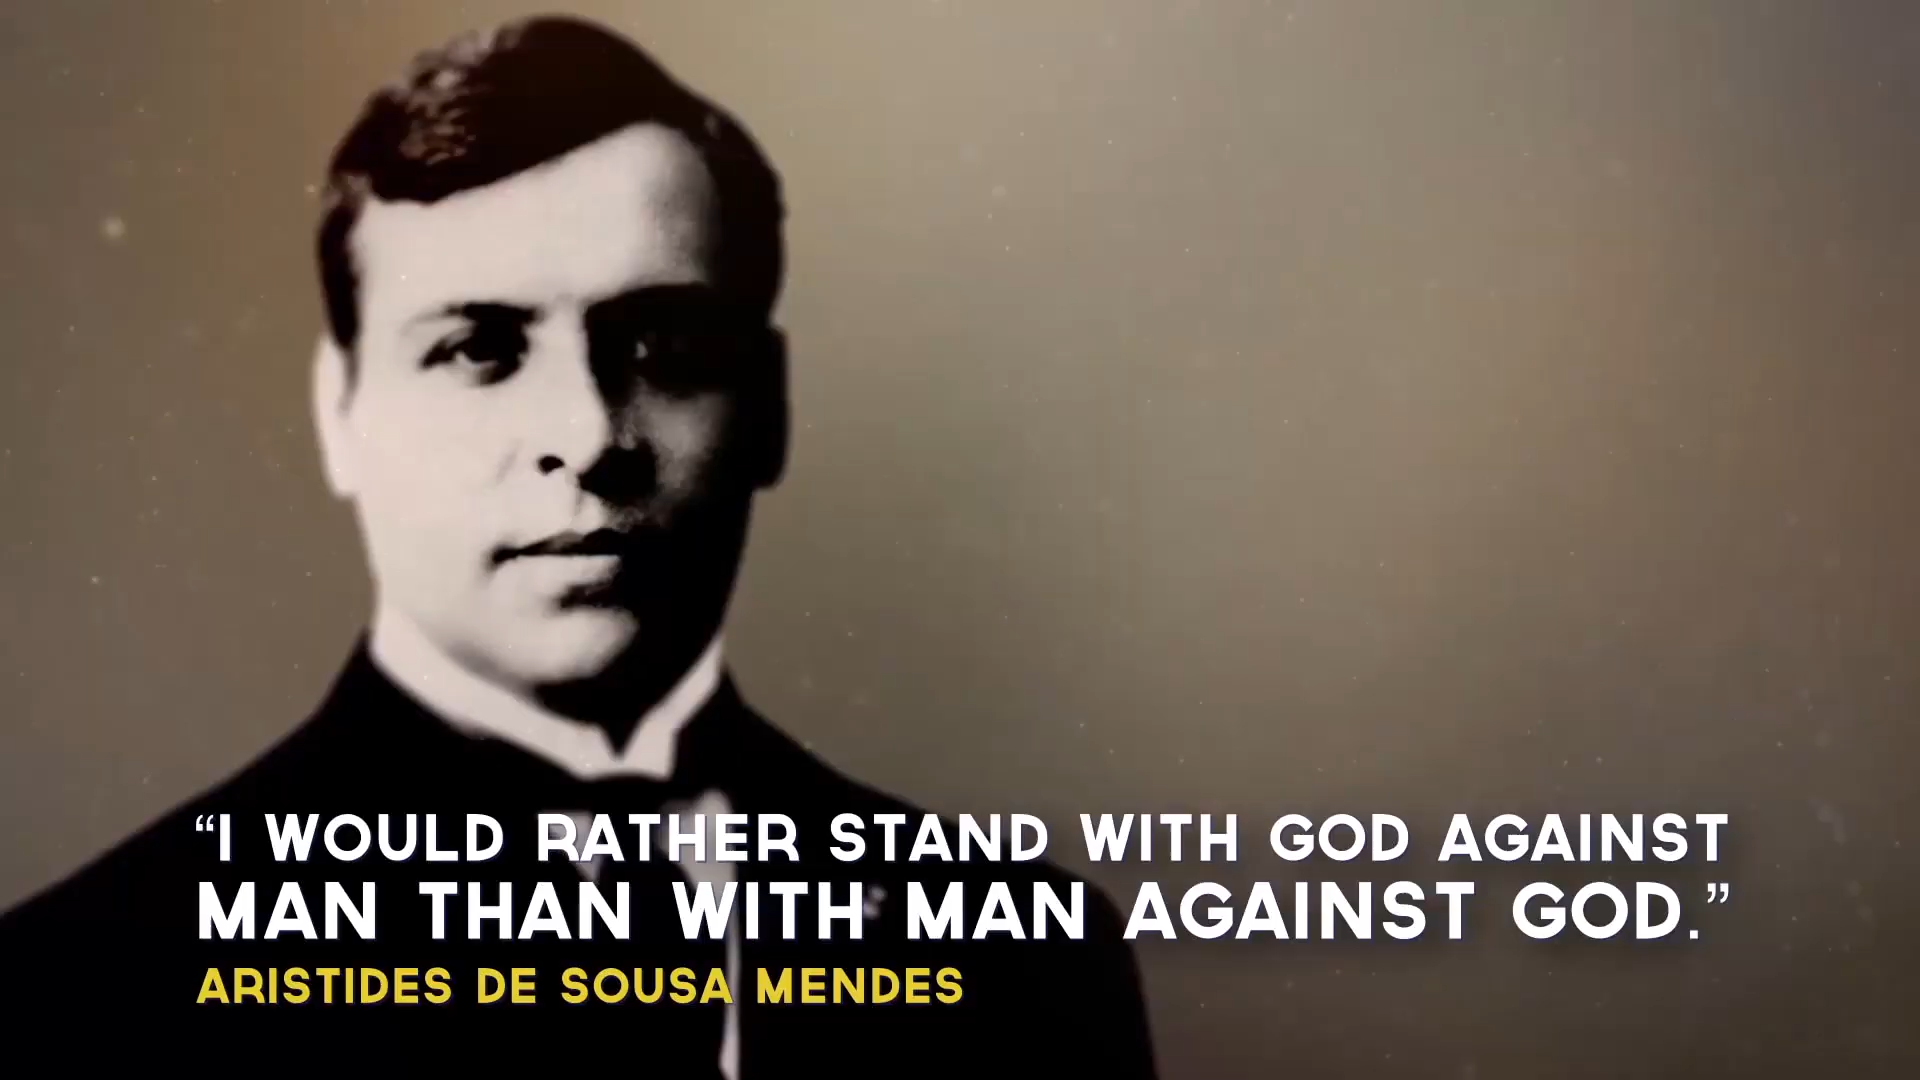 “I WOULD RATHER STAND WITH GOD AGAINST
MAN THAN WITH MAN AGAINST GOD.”
ARISTIDES DE SOUSA MENDES